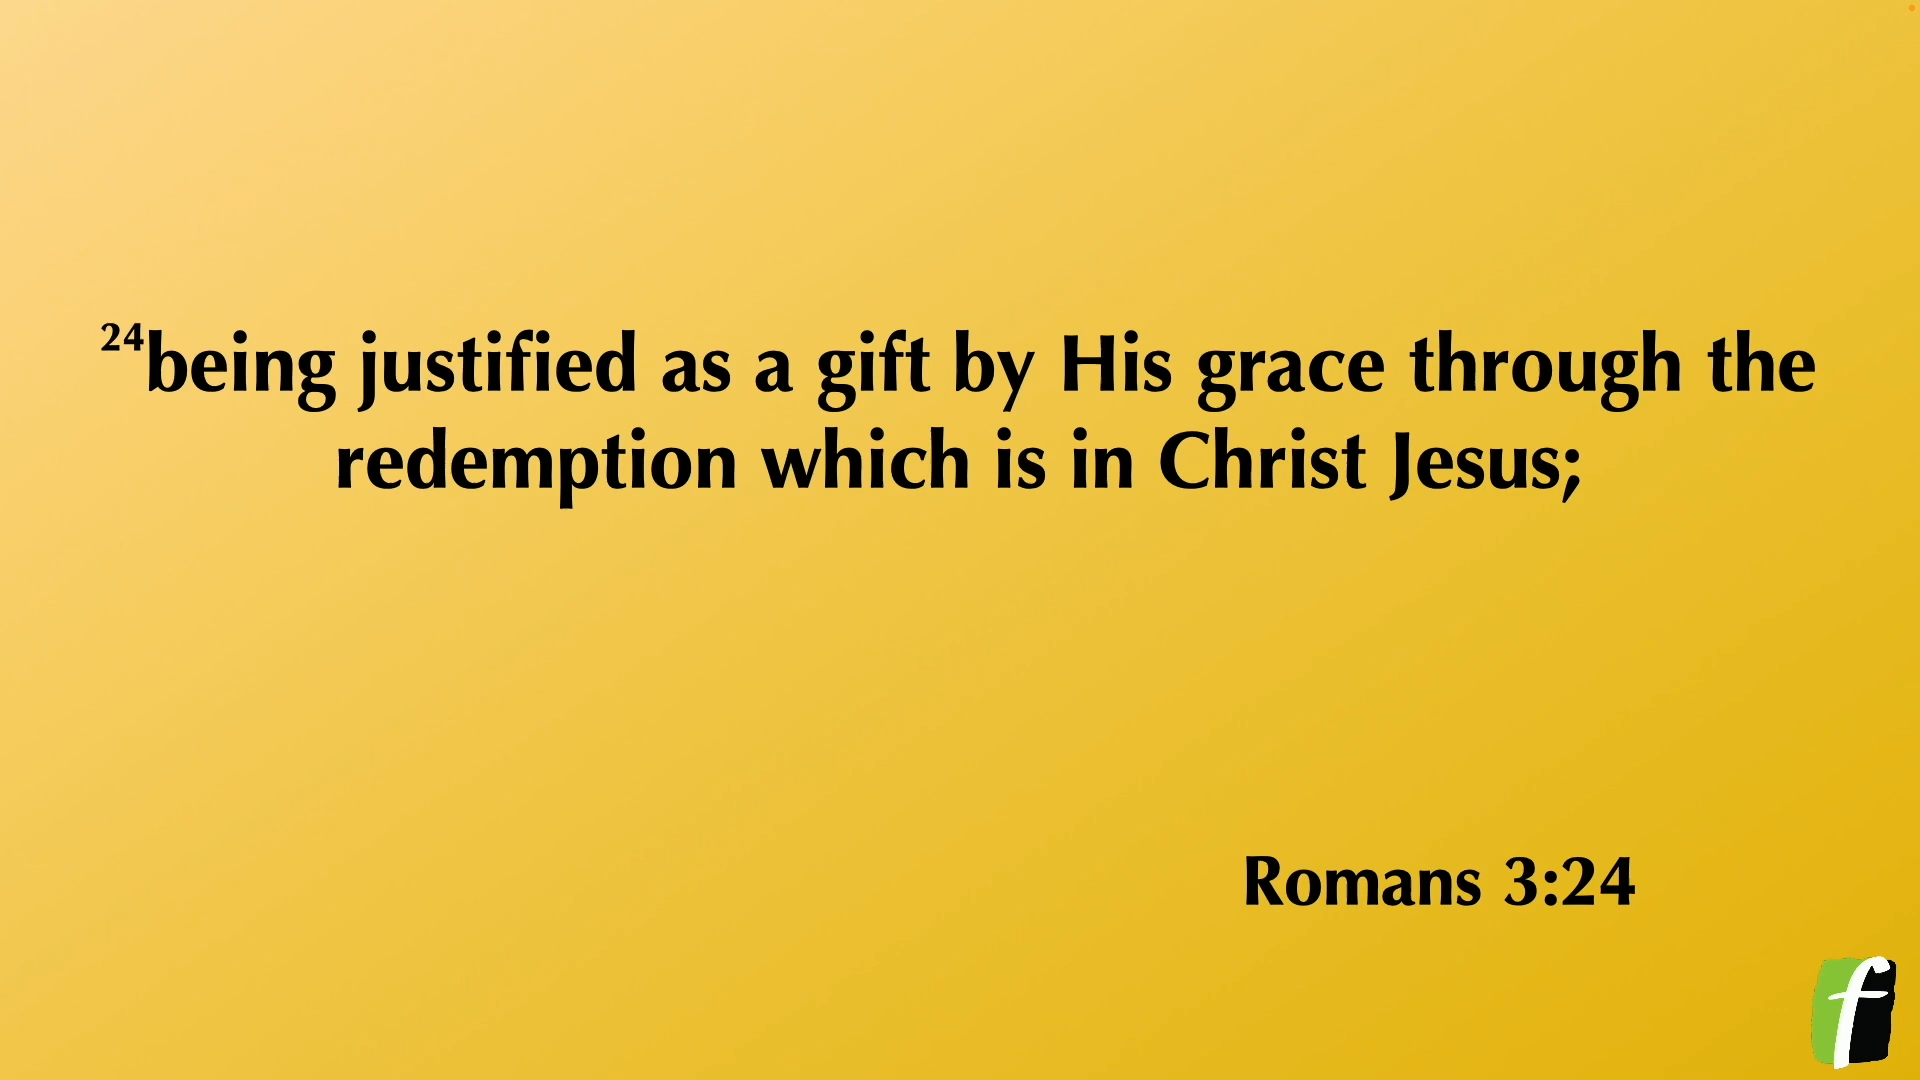 24being justified as a gift by His grace through the
redemption which is in Christ Jesus;
Romans 3:24
f